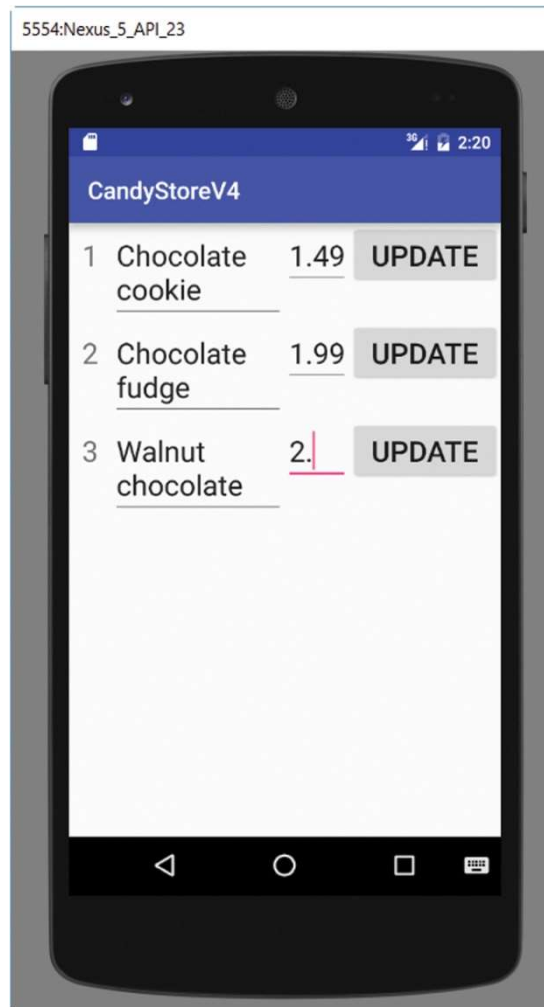 5554:Nexus_5_API_23
3G 2:20
CandyStoreV4
1 Chocolate 1.49 UPDATE
cookie
2 Chocolate 1.99 UPDATE
fudge
3 Walnut 2. UPDATE
chocolate